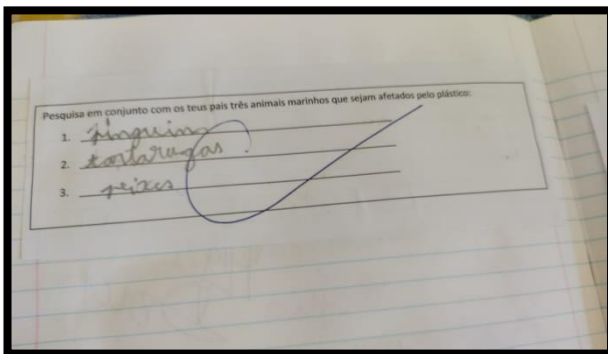 Pesquisa em conjunto com os teus pais três animais marinhos que sejam afetados pelo plástico:
1. pinguins
2. tartarugas
3. peixes